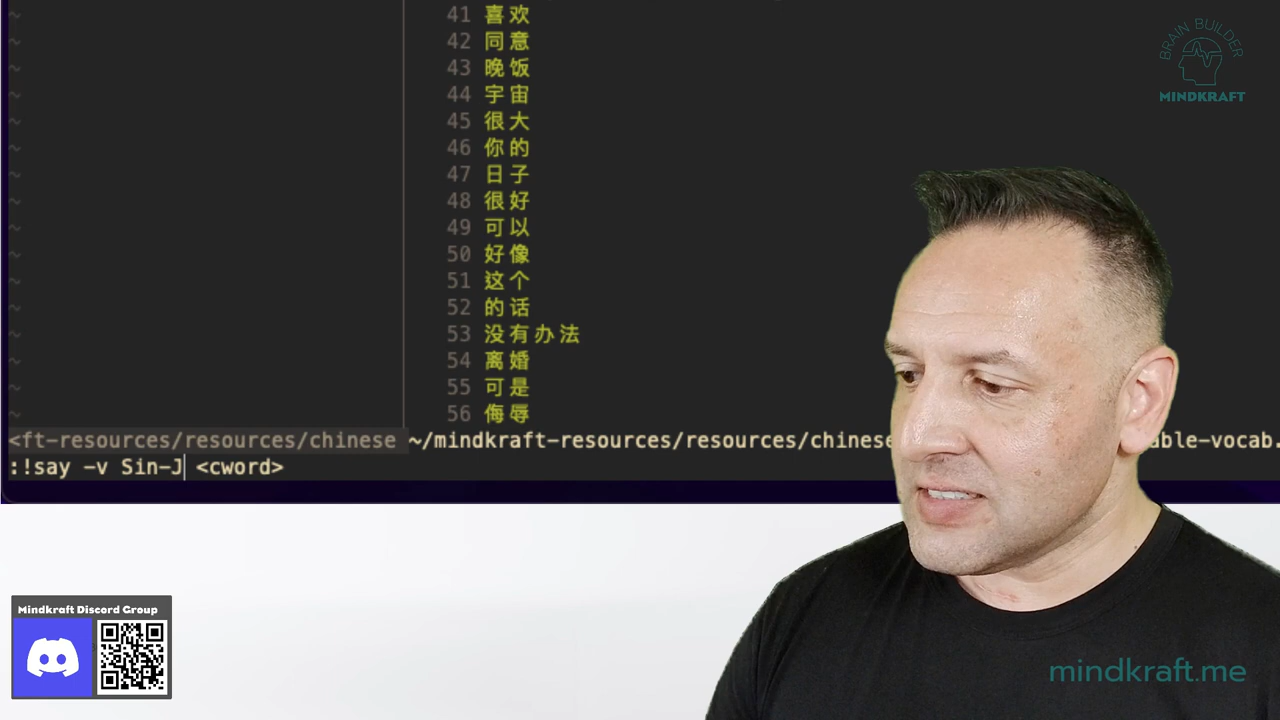 41 喜欢
42 同意
43 晚饭
44 宇宙
45 很大
46 你的
47 日子
48 很好
49 可以
50 好像
51 这个
52 的话
53 没有办法
54 离婚
55 可是
56 侮辱
<ft-resources/resources/chinese ~/mindkraft-resources/resources/chinese able-vocab.
:!say -v Sin-J <cword>
BRAIN BUILDER
MINDKRAFT
Mindkraft Discord Group
mindkraft.me